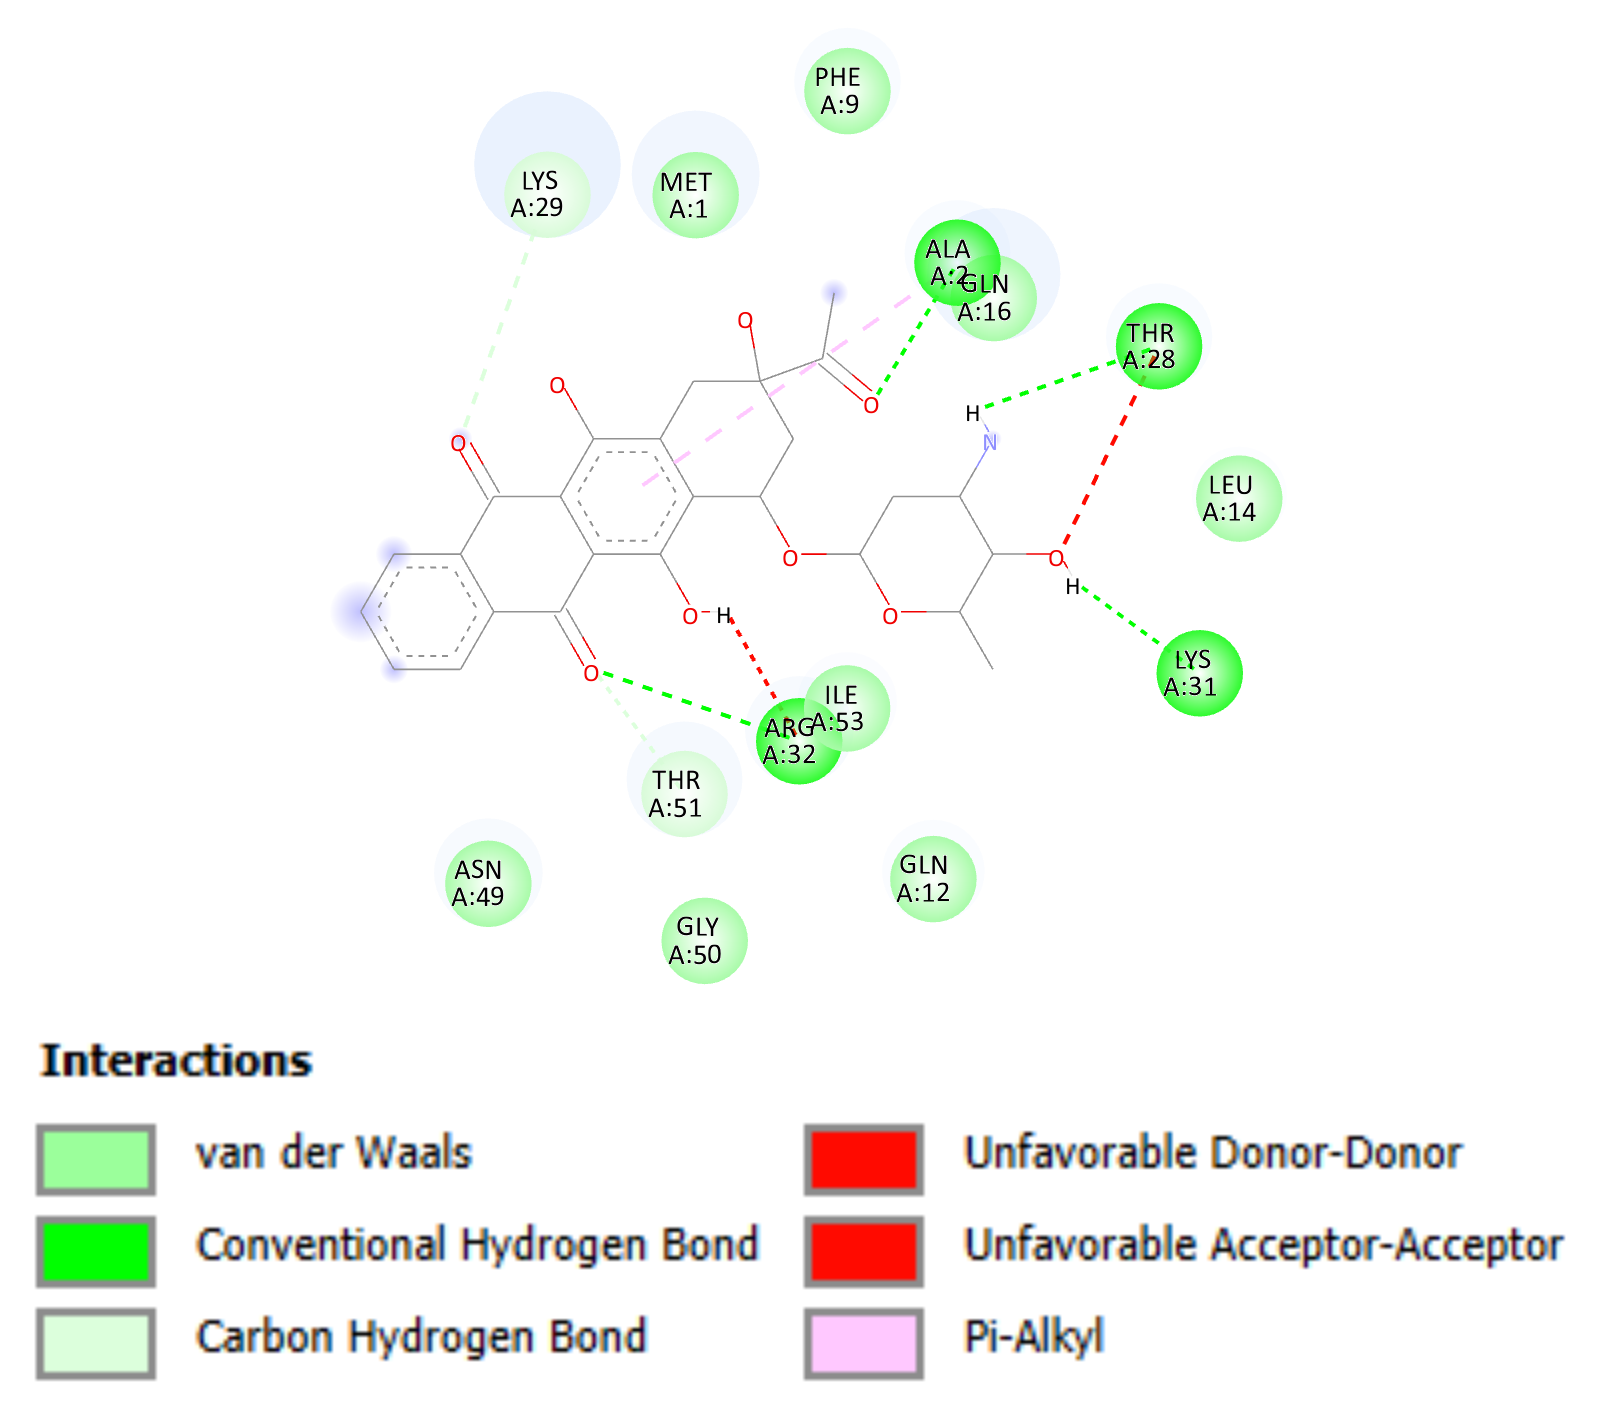 PHE
A:9
LYS
A:29
MET
A:1
ALA
A:2
GLN
A:16
THR
A:28
O
O
O
O
H
N
LEU
A:14
O
O
H
O
O
H
O
LYS
A:31
ILE
A:53
ARG
A:32
THR
A:51
ASN
A:49
GLN
A:12
GLY
A:50
Interactions
van der Waals
Conventional Hydrogen Bond
Carbon Hydrogen Bond
Unfavorable Donor-Donor
Unfavorable Acceptor-Acceptor
Pi-Alkyl